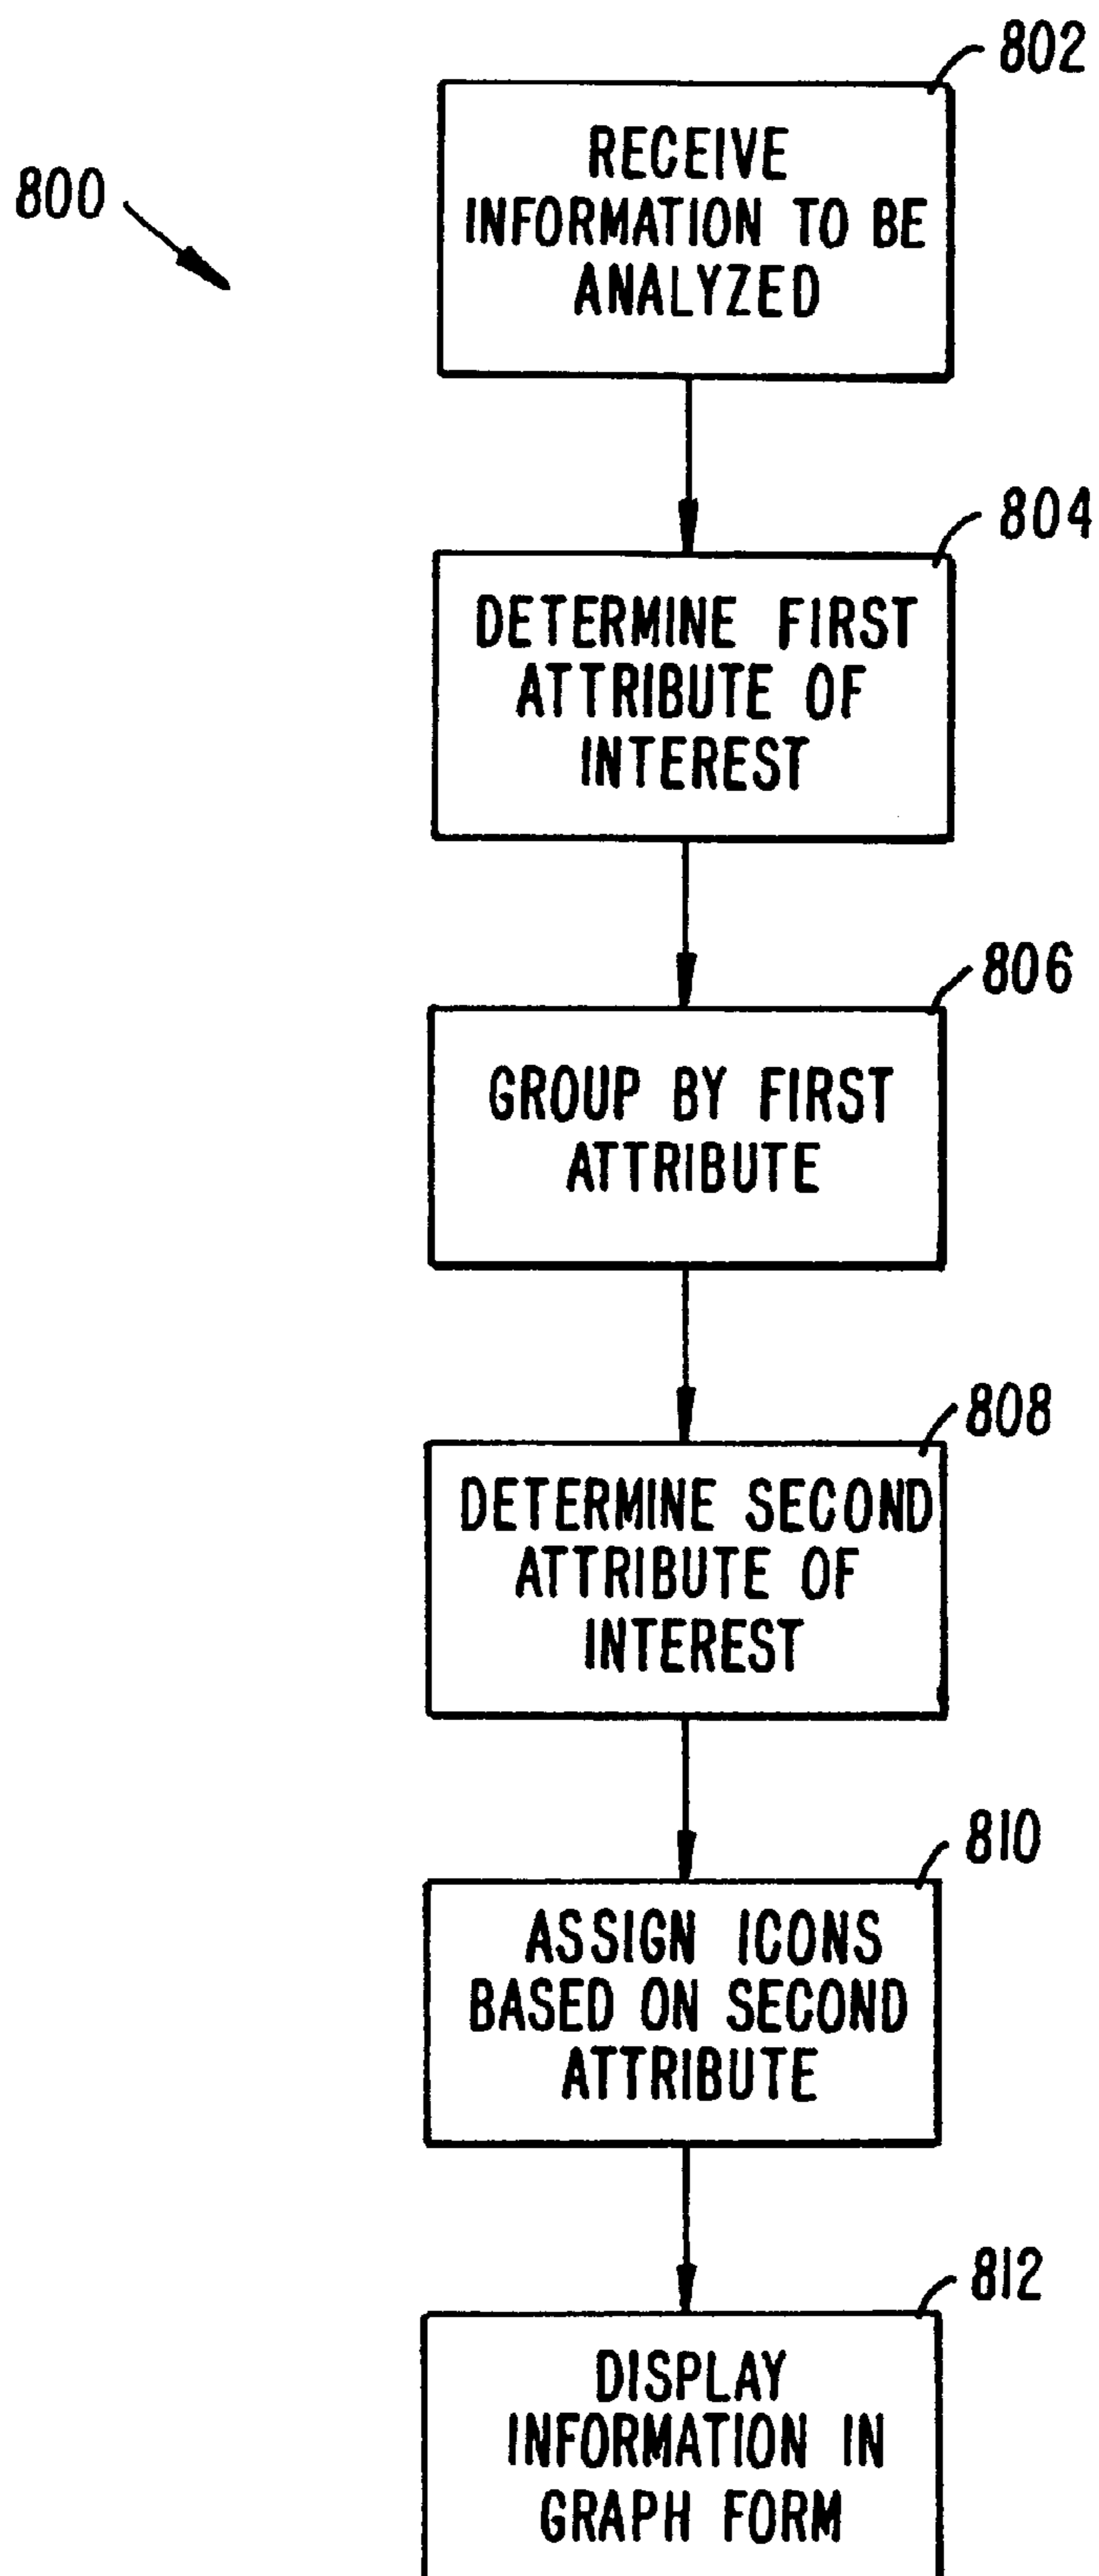 802
800
RECEIVE
INFORMATION TO BE
ANALYZED
804
DETERMINE FIRST
ATTRIBUTE OF
INTEREST
806
GROUP BY FIRST
ATTRIBUTE
808
DETERMINE SECOND
ATTRIBUTE OF
INTEREST
810
ASSIGN ICONS
BASED ON SECOND
ATTRIBUTE
812
DISPLAY
INFORMATION IN
GRAPH FORM